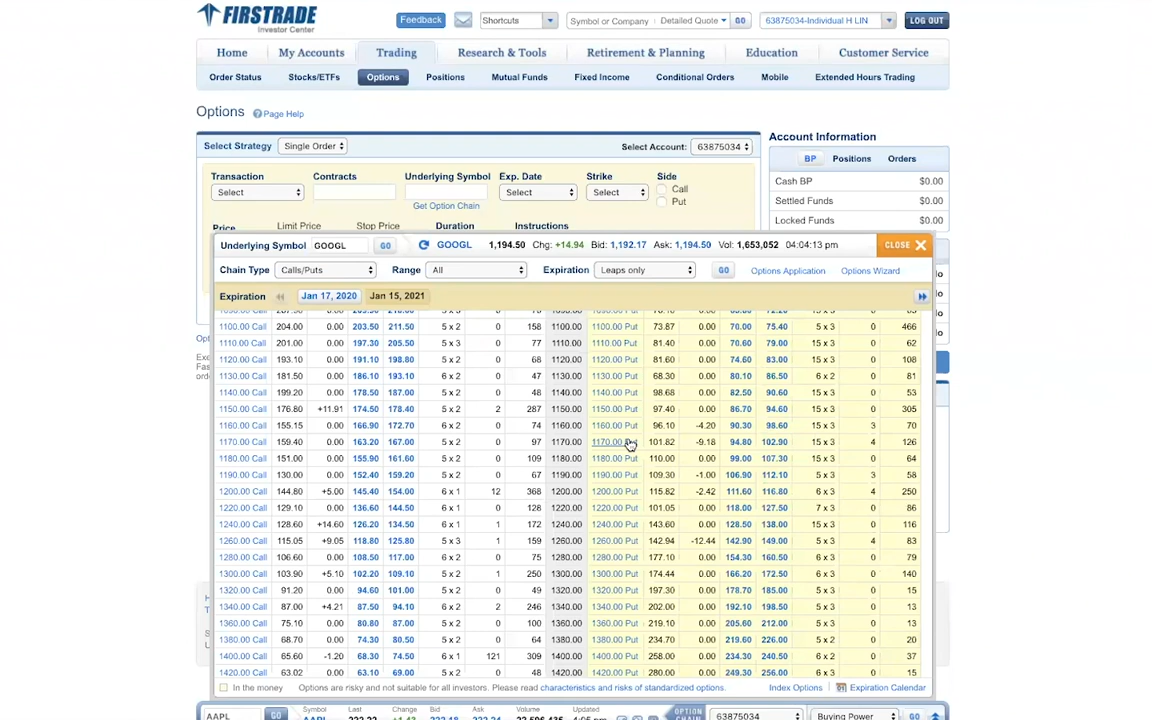 FIRSTRADE
Investor Center
Feedback Shortcuts Symbol or Company Detailed Quote GO 63875034-Individual H LIN LOG OUT
Home My Accounts Trading Research & Tools Retirement & Planning Education Customer Service
Order Status Stocks/ETFs Options Positions Mutual Funds Fixed Income Conditional Orders Mobile Extended Hours Trading
Options Page Help
Account Information
Select Strategy Single Order Select Account: 63875034
BP Positions Orders
Transaction Contracts Underlying Symbol Exp. Date Strike Side
Cash BP $0.00
Select Select Select Call
Settled Funds $0.00
Get Option Chain Put
Locked Funds $0.00
Price Limit Price Stop Price Duration Instructions
Underlying Symbol GOOGL GO GOOGL 1,194.50 Chg: +14.94 Bid: 1,192.17 Ask: 1,194.50 Vol: 1,653,052 04:04:13 pm CLOSE
Chain Type Calls/Puts Range All Expiration Leaps only GO Options Application Options Wizard
Expiration Jan 17, 2020 Jan 15, 2021
1100.00 Call 204.00 0.00 203.50 211.50 5 x 2 0 158 1100.00 1100.00 Put 73.87 0.00 70.00 75.40 5 x 3 0 466
1110.00 Call 201.00 0.00 197.30 205.50 5 x 3 0 77 1110.00 1110.00 Put 81.40 0.00 70.60 79.00 15 x 3 0 62
1120.00 Call 193.10 0.00 191.10 198.80 5 x 2 0 68 1120.00 1120.00 Put 81.60 0.00 74.60 83.00 15 x 3 0 108
1130.00 Call 181.50 0.00 186.10 193.10 6 x 2 0 47 1130.00 1130.00 Put 68.30 0.00 80.10 86.50 6 x 2 0 81
1140.00 Call 199.20 0.00 178.50 187.00 5 x 2 0 48 1140.00 1140.00 Put 98.68 0.00 82.50 90.60 15 x 3 0 53
1150.00 Call 176.80 +11.91 174.50 178.40 5 x 2 2 287 1150.00 1150.00 Put 97.40 0.00 86.70 94.60 15 x 3 0 305
1160.00 Call 155.15 0.00 166.90 172.70 6 x 2 0 74 1160.00 1160.00 Put 96.10 -4.20 90.30 98.60 15 x 3 3 70
1170.00 Call 159.40 0.00 163.20 167.00 5 x 2 0 97 1170.00 1170.00 Put 101.82 -9.18 94.80 102.90 15 x 3 4 126
1180.00 Call 151.00 0.00 155.90 161.60 5 x 2 0 109 1180.00 1180.00 Put 110.00 0.00 99.00 107.30 15 x 3 0 64
1190.00 Call 130.00 0.00 152.40 159.20 6 x 2 0 67 1190.00 1190.00 Put 109.30 -1.00 106.90 112.10 5 x 3 3 58
1200.00 Call 144.80 +5.00 145.40 154.00 6 x 1 12 368 1200.00 1200.00 Put 115.82 -2.42 111.60 116.80 6 x 3 4 250
1220.00 Call 129.10 0.00 136.60 144.50 6 x 1 0 128 1220.00 1220.00 Put 101.05 0.00 118.00 127.50 7 x 3 0 86
1240.00 Call 128.60 +14.60 126.20 134.50 6 x 1 1 172 1240.00 1240.00 Put 143.60 0.00 128.50 138.00 15 x 3 0 116
1260.00 Call 115.05 +9.05 118.80 125.80 5 x 3 1 159 1260.00 1260.00 Put 142.94 -12.44 142.90 149.00 5 x 3 4 83
1280.00 Call 106.60 0.00 108.50 117.00 6 x 2 0 75 1280.00 1280.00 Put 177.10 0.00 154.30 160.50 6 x 3 0 79
1300.00 Call 103.90 +5.10 102.20 109.10 5 x 2 1 250 1300.00 1300.00 Put 174.44 0.00 166.20 172.50 6 x 3 0 140
1320.00 Call 91.20 0.00 94.60 101.00 5 x 2 0 49 1320.00 1320.00 Put 197.30 0.00 178.70 185.00 5 x 3 0 15
1340.00 Call 87.00 +4.21 87.50 94.10 6 x 2 2 246 1340.00 1340.00 Put 202.00 0.00 192.10 198.50 5 x 3 0 13
1360.00 Call 75.10 0.00 80.80 87.00 5 x 2 0 100 1360.00 1360.00 Put 219.10 0.00 205.60 212.00 5 x 3 0 13
1380.00 Call 68.70 0.00 74.30 80.50 5 x 2 0 64 1380.00 1380.00 Put 234.70 0.00 219.60 226.00 5 x 2 0 20
1400.00 Call 65.60 -1.20 68.30 74.50 6 x 1 121 309 1400.00 1400.00 Put 258.00 0.00 234.30 240.50 6 x 2 0 37
1420.00 Call 63.02 0.00 63.10 69.00 5 x 2 0 48 1420.00 1420.00 Put 280.00 0.00 249.30 256.00 6 x 3 0 15
In the money Options are risky and not suitable for all investors. Please read characteristics and risks of standardized options. Index Options Expiration Calendar
AAPL GO Symbol Last Change Bid Ask Volume OPTION CHAIN 63875034 Buying Power GO